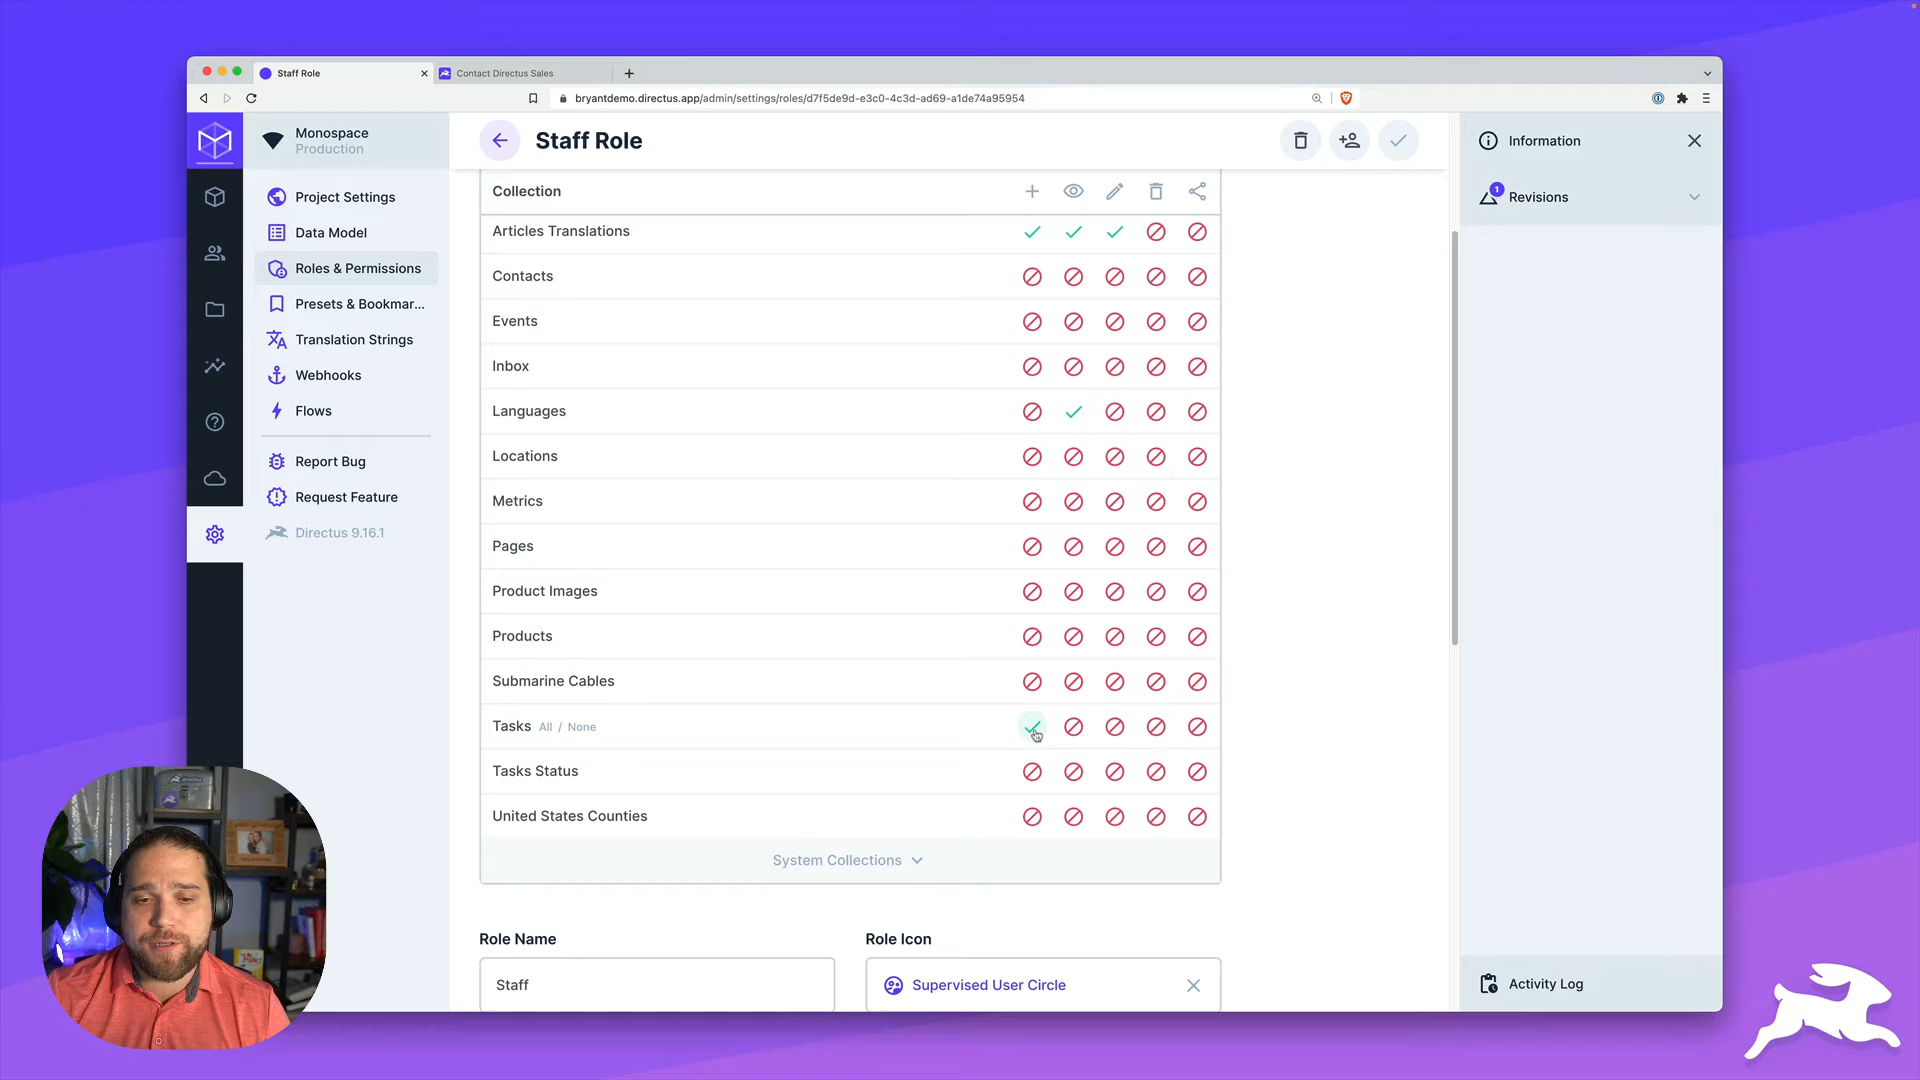 Staff Role
Contact Directus Sales
bryantdemo.directus.app/admin/settings/roles/d7f5de9d-e3c0-4c3d-ad69-a1de74a95954
Monospace
Production
Project Settings
Data Model
Roles & Permissions
Presets & Bookmar...
Translation Strings
Webhooks
Flows
Report Bug
Request Feature
Directus 9.16.1
Staff Role
Collection
Articles Translations
Contacts
Events
Inbox
Languages
Locations
Metrics
Pages
Product Images
Products
Submarine Cables
Tasks All / None
Tasks Status
United States Counties
System Collections
Role Name
Role Icon
Staff
Supervised User Circle
Information
1
Revisions
Activity Log